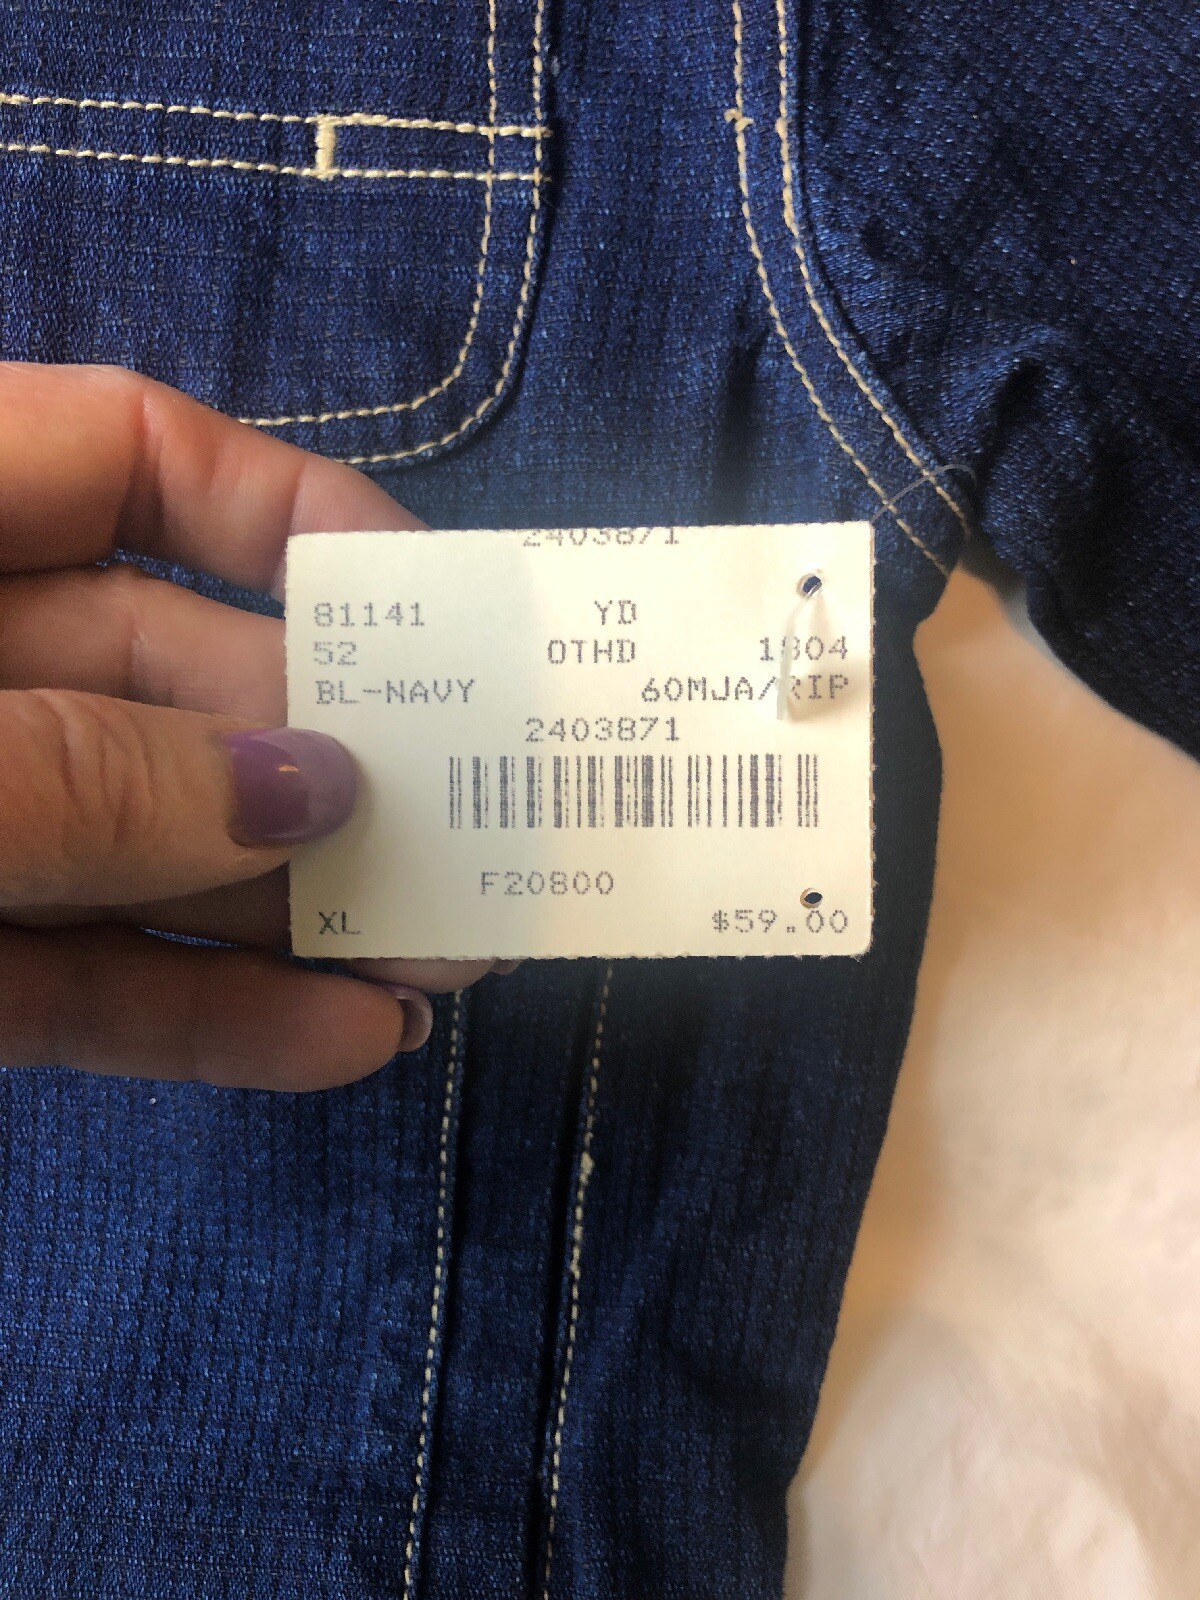 2403871
81141 YD
52 OTHD 1804
BL-NAVY 60MJA/RIP
2403871
F20800
XL $59.00